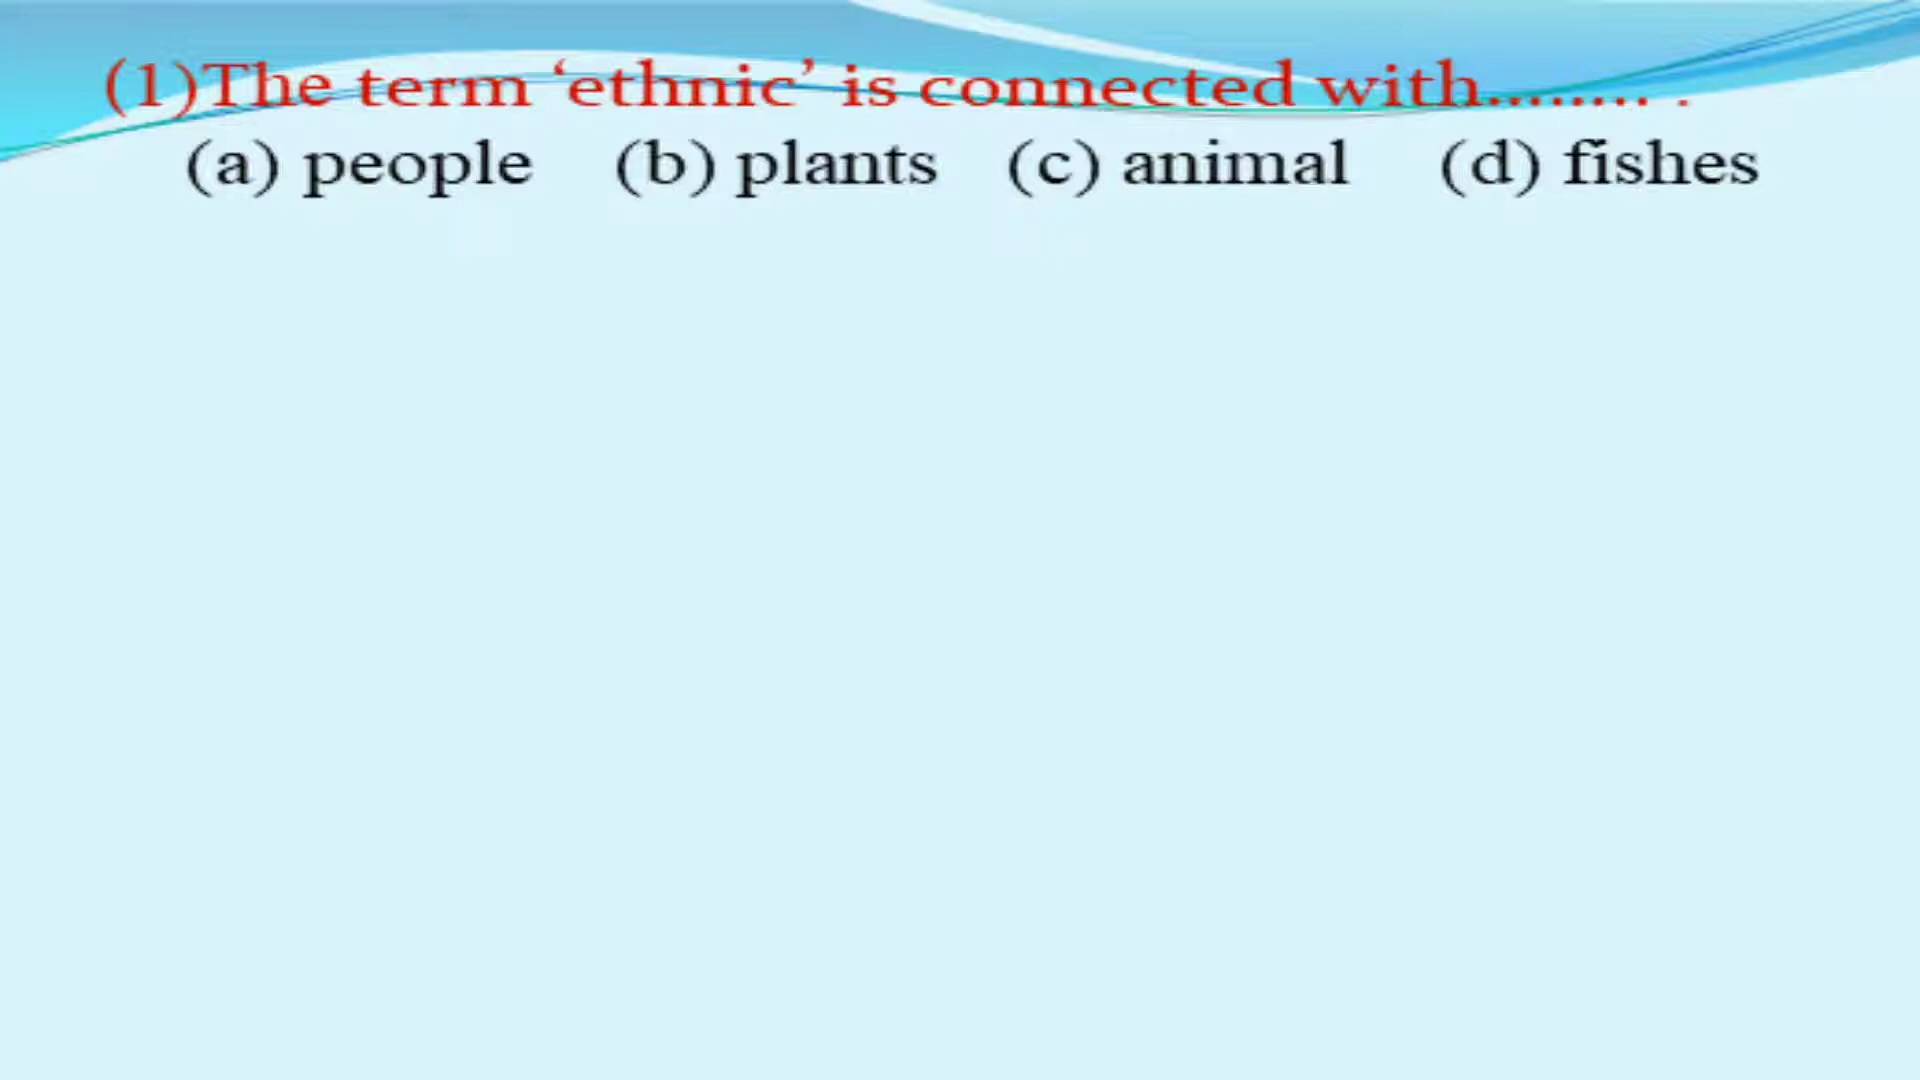 (1)The term ‘ethnic’ is connected with........ .
(a) people (b) plants (c) animal (d) fishes